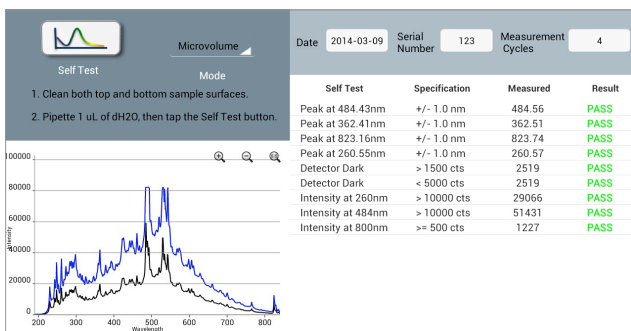 Self Test
Microvolume
Mode
1. Clean both top and bottom sample surfaces.
2. Pipette 1 uL of dH2O, then tap the Self Test button.
Date 2014-03-09 Serial Number 123 Measurement Cycles 4
Self Test Specification Measured Result
Peak at 484.43nm +/- 1.0 nm 484.56 PASS
Peak at 362.41nm +/- 1.0 nm 362.51 PASS
Peak at 823.16nm +/- 1.0 nm 823.74 PASS
Peak at 260.55nm +/- 1.0 nm 260.57 PASS
Detector Dark > 1500 cts 2519 PASS
Detector Dark < 5000 cts 2519 PASS
Intensity at 260nm > 10000 cts 29066 PASS
Intensity at 484nm > 10000 cts 51431 PASS
Intensity at 800nm >= 500 cts 1227 PASS
100000
80000
60000
40000
20000
0
Intensity
200 300 400 500 600 700 800
Wavelength